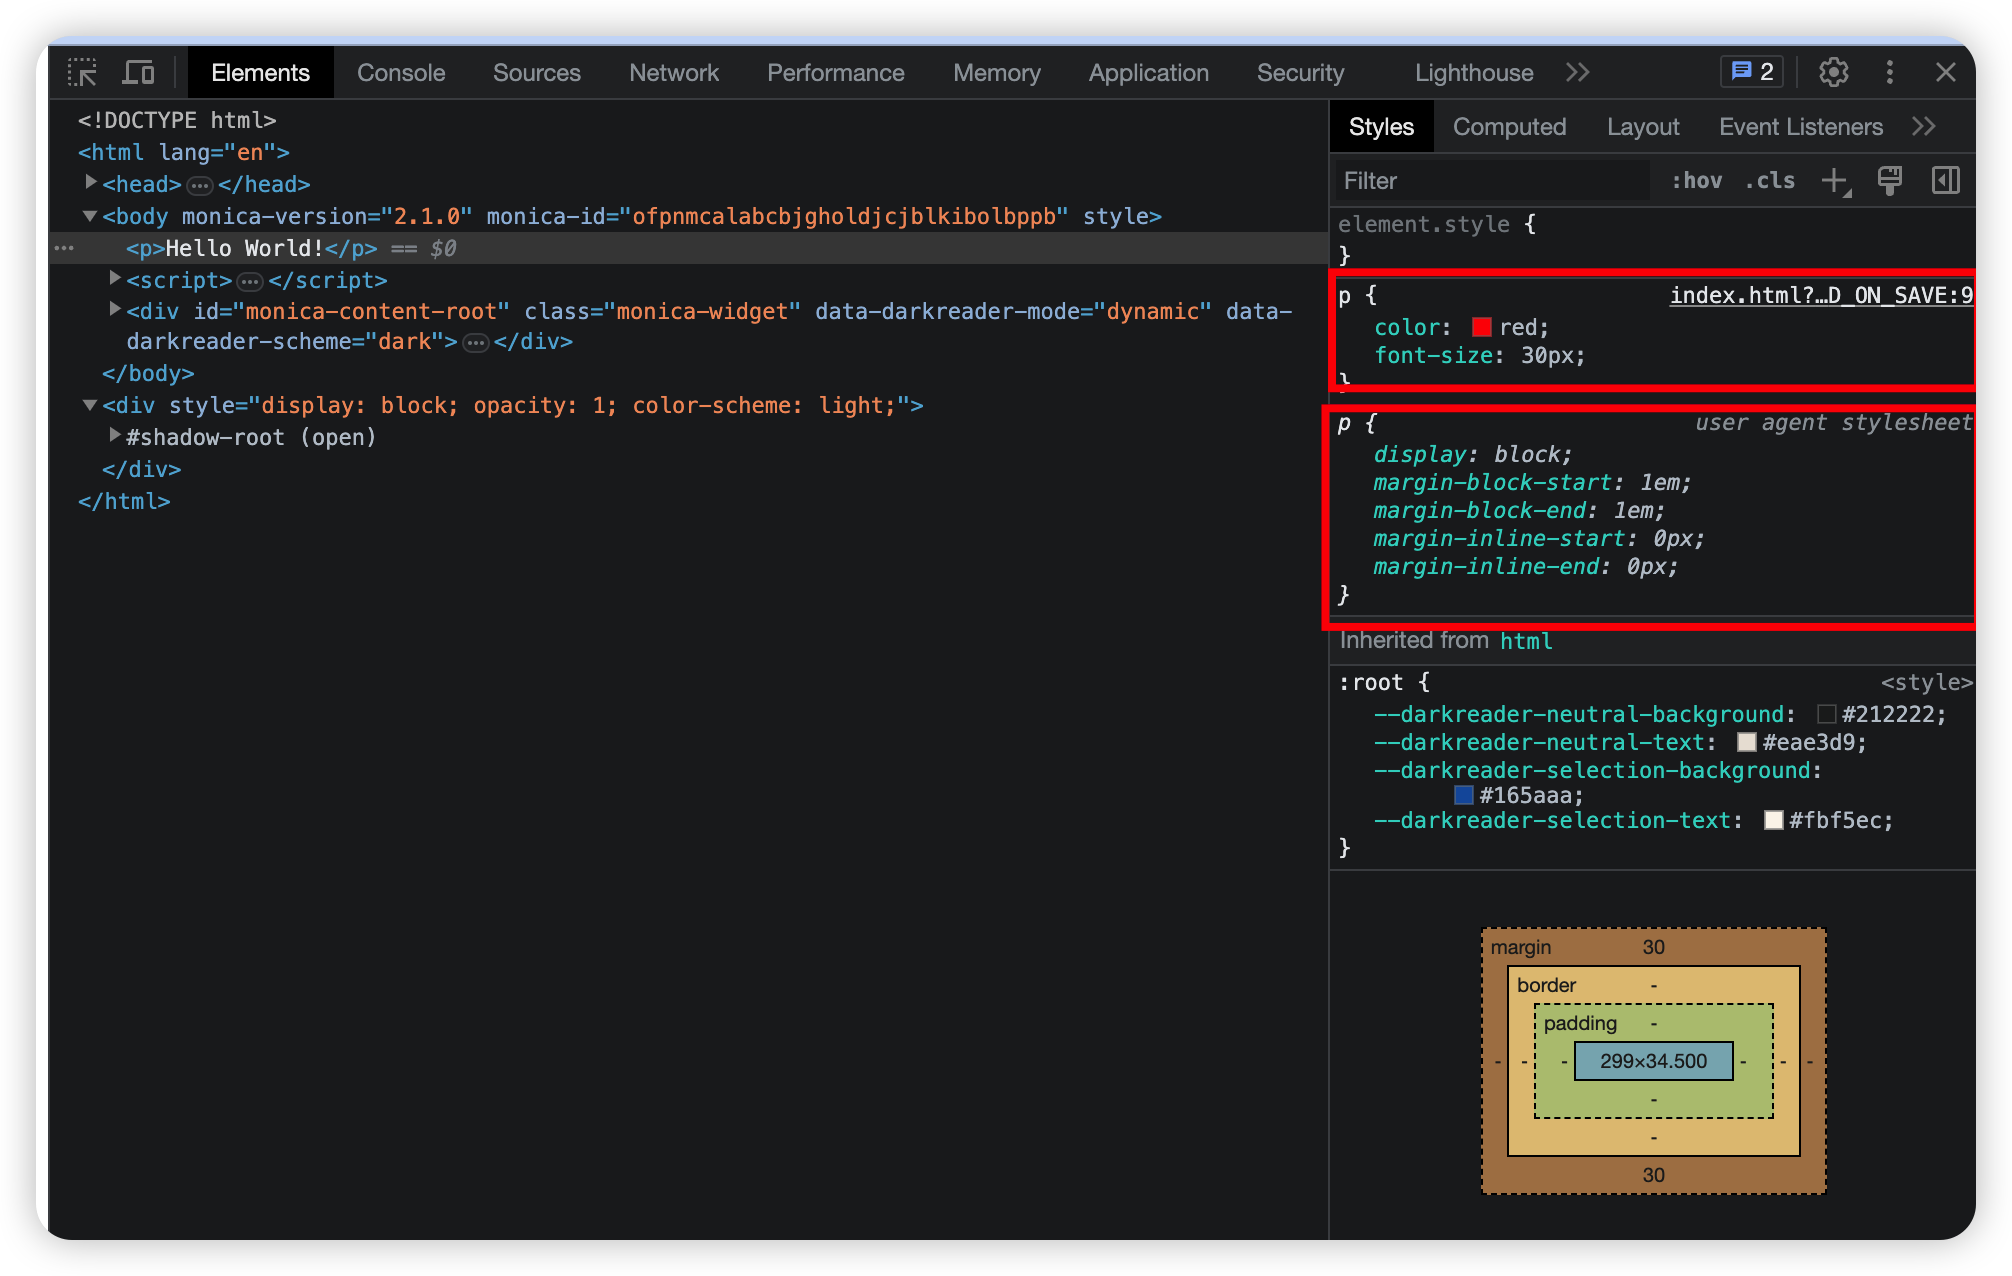 Elements Console Sources Network Performance Memory Application Security Lighthouse 2
<!DOCTYPE html>
<html lang="en">
<head>…</head>
<body monica-version="2.1.0" monica-id="ofpnmcalabcbjgholdjcjblkibolbppb" style>
<p>Hello World!</p> == $0
<script>…</script>
<div id="monica-content-root" class="monica-widget" data-darkreader-mode="dynamic" data-
darkreader-scheme="dark">…</div>
</body>
<div style="display: block; opacity: 1; color-scheme: light;">
#shadow-root (open)
</div>
</html>
Styles Computed Layout Event Listeners
Filter :hov .cls
element.style {
}
p { index.html?…D_ON_SAVE:9
color: red;
font-size: 30px;
}
p { user agent stylesheet
display: block;
margin-block-start: 1em;
margin-block-end: 1em;
margin-inline-start: 0px;
margin-inline-end: 0px;
}
Inherited from html
:root { <style>
--darkreader-neutral-background: #212222;
--darkreader-neutral-text: #eae3d9;
--darkreader-selection-background:
#165aaa;
--darkreader-selection-text: #fbf5ec;
}
margin 30
border -
padding -
- - - 299×34.500 - - -
-
-
30